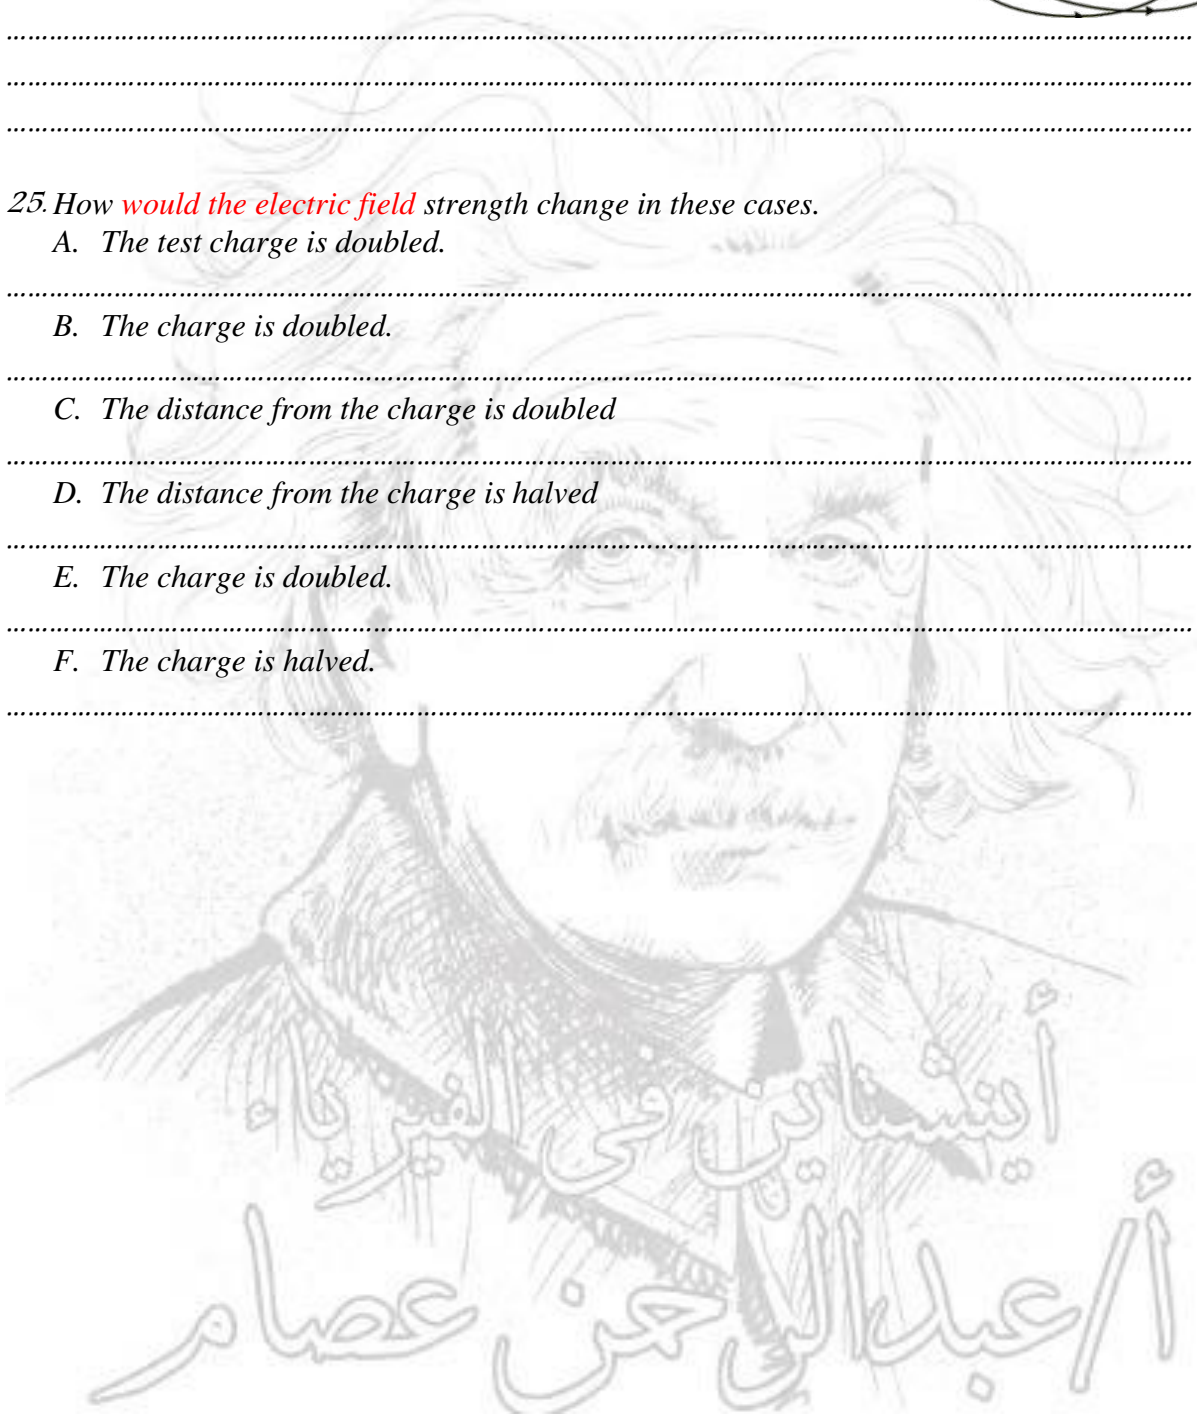 ................................................................................
................................................................................
................................................................................
25. How would the electric field strength change in these cases.
A. The test charge is doubled.
................................................................................
B. The charge is doubled.
................................................................................
C. The distance from the charge is doubled
................................................................................
D. The distance from the charge is halved
................................................................................
E. The charge is doubled.
................................................................................
F. The charge is halved.
................................................................................
أينشتاين في الفيزياء
أ/عبدالرحمن عصام